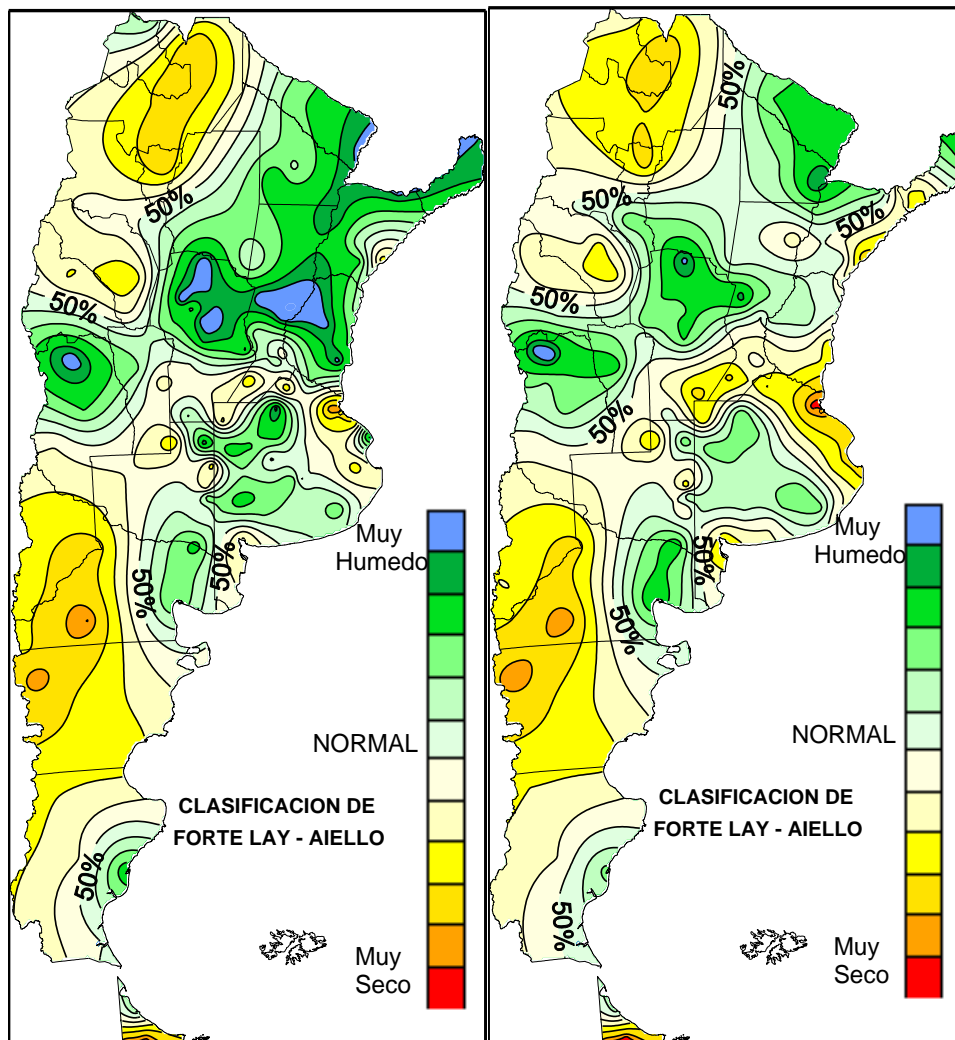 50%
50%
50%
50%
50%
Muy
Humedo
NORMAL
CLASIFICACION DE
FORTE LAY - AIELLO
Muy
Seco
50%
50%
50%
50%
50%
50%
50%
50%
Muy
Humedo
NORMAL
CLASIFICACION DE
FORTE LAY - AIELLO
Muy
Seco